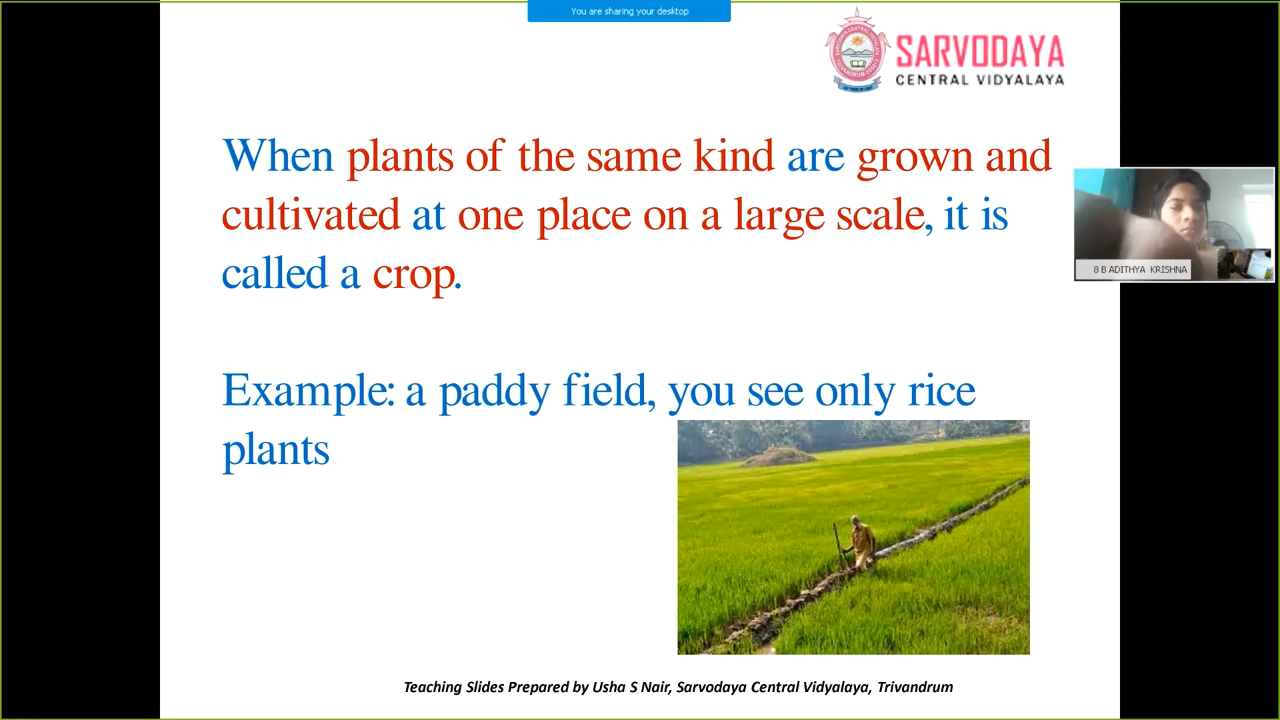 You are sharing your desktop
SARVODAYA
CENTRAL VIDYALAYA
When plants of the same kind are grown and
cultivated at one place on a large scale, it is
called a crop.
8 B ADITHYA KRISHNA
Example: a paddy field, you see only rice
plants
Teaching Slides Prepared by Usha S Nair, Sarvodaya Central Vidyalaya, Trivandrum